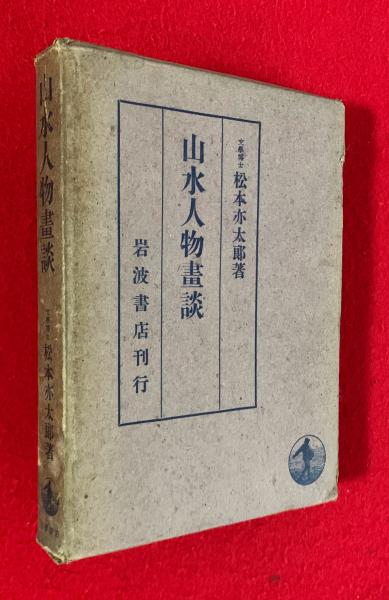 文學博士 松本亦太郎著
山水人物畫談
岩波書店刊行
山水人物畫談
文學博士 松本亦太郎著